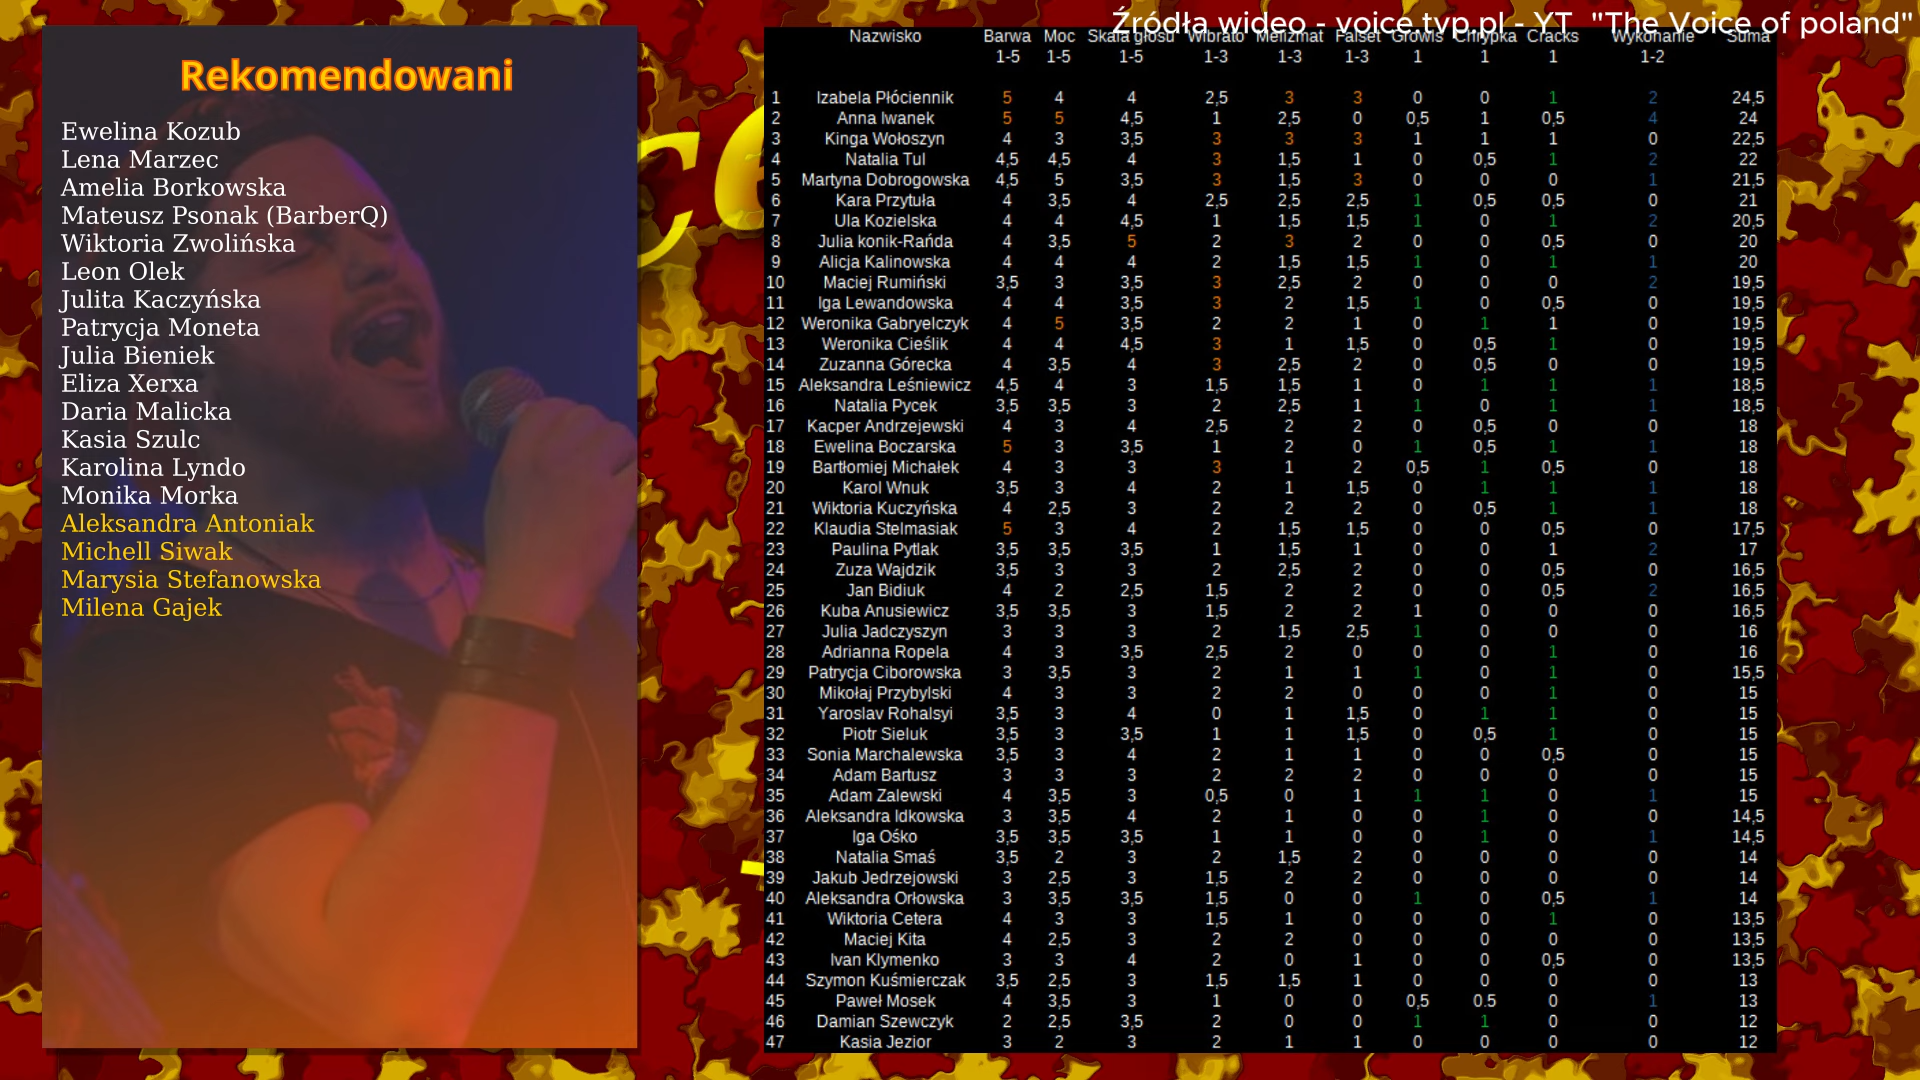 Źródła wideo - voice.tvp.pl - YT "The Voice of poland"
Rekomendowani
Ewelina Kozub
Lena Marzec
Amelia Borkowska
Mateusz Psonak (BarberQ)
Wiktoria Zwolińska
Leon Olek
Julita Kaczyńska
Patrycja Moneta
Julia Bieniek
Eliza Xerxa
Daria Malicka
Kasia Szulc
Karolina Lyndo
Monika Morka
Aleksandra Antoniak
Michell Siwak
Marysia Stefanowska
Milena Gajek
Nazwisko Barwa Moc Skala głosu Wibrato Melizmat Falset Growls Chrypka Cracks Wykonanie Suma
1-5 1-5 1-5 1-3 1-3 1-3 1 1 1 1-2
1 Izabela Płóciennik 5 4 4 2,5 3 3 0 0 1 2 24,5
2 Anna Iwanek 5 5 4,5 1 2,5 0 0,5 1 0,5 4 24
3 Kinga Wołoszyn 4 3 3,5 3 3 3 1 1 1 0 22,5
4 Natalia Tul 4,5 4,5 4 3 1,5 1 0 0,5 1 2 22
5 Martyna Dobrogowska 4,5 5 3,5 3 1,5 3 0 0 0 1 21,5
6 Kara Przytuła 4 3,5 4 2,5 2,5 2,5 1 0,5 0,5 0 21
7 Ula Kozielska 4 4 4,5 1 1,5 1,5 1 0 1 2 20,5
8 Julia konik-Rańda 4 3,5 5 2 3 2 0 0 0,5 0 20
9 Alicja Kalinowska 4 4 4 2 1,5 1,5 1 0 1 1 20
10 Maciej Rumiński 3,5 3 3,5 3 2,5 2 0 0 0 2 19,5
11 Iga Lewandowska 4 4 3,5 3 2 1,5 1 0 0,5 0 19,5
12 Weronika Gabryelczyk 4 5 3,5 2 2 1 0 1 1 0 19,5
13 Weronika Cieślik 4 4 4,5 3 1 1,5 0 0,5 1 0 19,5
14 Zuzanna Górecka 4 3,5 4 3 2,5 2 0 0,5 0 0 19,5
15 Aleksandra Leśniewicz 4,5 4 3 1,5 1,5 1 0 1 1 1 18,5
16 Natalia Pycek 3,5 3,5 3 2 2,5 1 1 0 1 1 18,5
17 Kacper Andrzejewski 4 3 4 2,5 2 2 0 0,5 0 0 18
18 Ewelina Boczarska 5 3 3,5 1 2 0 1 0,5 1 1 18
19 Bartłomiej Michałek 4 3 3 3 1 2 0,5 1 0,5 0 18
20 Karol Wnuk 3,5 3 4 2 1 1,5 0 1 1 1 18
21 Wiktoria Kuczyńska 4 2,5 3 2 2 2 0 0,5 1 1 18
22 Klaudia Stelmasiak 5 3 4 2 1,5 1,5 0 0 0,5 0 17,5
23 Paulina Pytlak 3,5 3,5 3,5 1 1,5 1 0 0 1 2 17
24 Zuza Wajdzik 3,5 3 3 2 2,5 2 0 0 0,5 0 16,5
25 Jan Bidiuk 4 2 2,5 1,5 2 2 0 0 0,5 2 16,5
26 Kuba Anusiewicz 3,5 3,5 3 1,5 2 2 1 0 0 0 16,5
27 Julia Jadczyszyn 3 3 3 2 1,5 2,5 1 0 0 0 16
28 Adrianna Ropela 4 3 3,5 2,5 2 0 0 0 1 0 16
29 Patrycja Ciborowska 3 3,5 3 2 1 1 1 0 1 0 15,5
30 Mikołaj Przybylski 4 3 3 2 2 0 0 0 1 0 15
31 Yaroslav Rohalsyi 3,5 3 4 0 1 1,5 0 1 1 0 15
32 Piotr Sieluk 3,5 3 3,5 1 1 1,5 0 0,5 1 0 15
33 Sonia Marchalewska 3,5 3 4 2 1 1 0 0 0,5 0 15
34 Adam Bartusz 3 3 3 2 2 2 0 0 0 0 15
35 Adam Zalewski 4 3,5 3 0,5 0 1 1 1 0 1 15
36 Aleksandra Idkowska 3 3,5 4 2 1 0 0 1 0 0 14,5
37 Iga Ośko 3,5 3,5 3,5 1 1 0 0 1 0 1 14,5
38 Natalia Smaś 3,5 2 3 2 1,5 2 0 0 0 0 14
39 Jakub Jedrzejowski 3 2,5 3 1,5 2 2 0 0 0 0 14
40 Aleksandra Orłowska 3 3,5 3,5 1,5 0 0 1 0 0,5 1 14
41 Wiktoria Cetera 4 3 3 1,5 1 0 0 0 1 0 13,5
42 Maciej Kita 4 2,5 3 2 2 0 0 0 0 0 13,5
43 Ivan Klymenko 3 3 4 2 0 1 0 0 0,5 0 13,5
44 Szymon Kuśmierczak 3,5 2,5 3 1,5 1,5 1 0 0 0 0 13
45 Paweł Mosek 4 3,5 3 1 0 0 0,5 0.5 0 1 13
46 Damian Szewczyk 2 2,5 3,5 2 0 0 1 1 0 0 12
47 Kasia Jezior 3 2 3 2 1 1 0 0 0 0 12